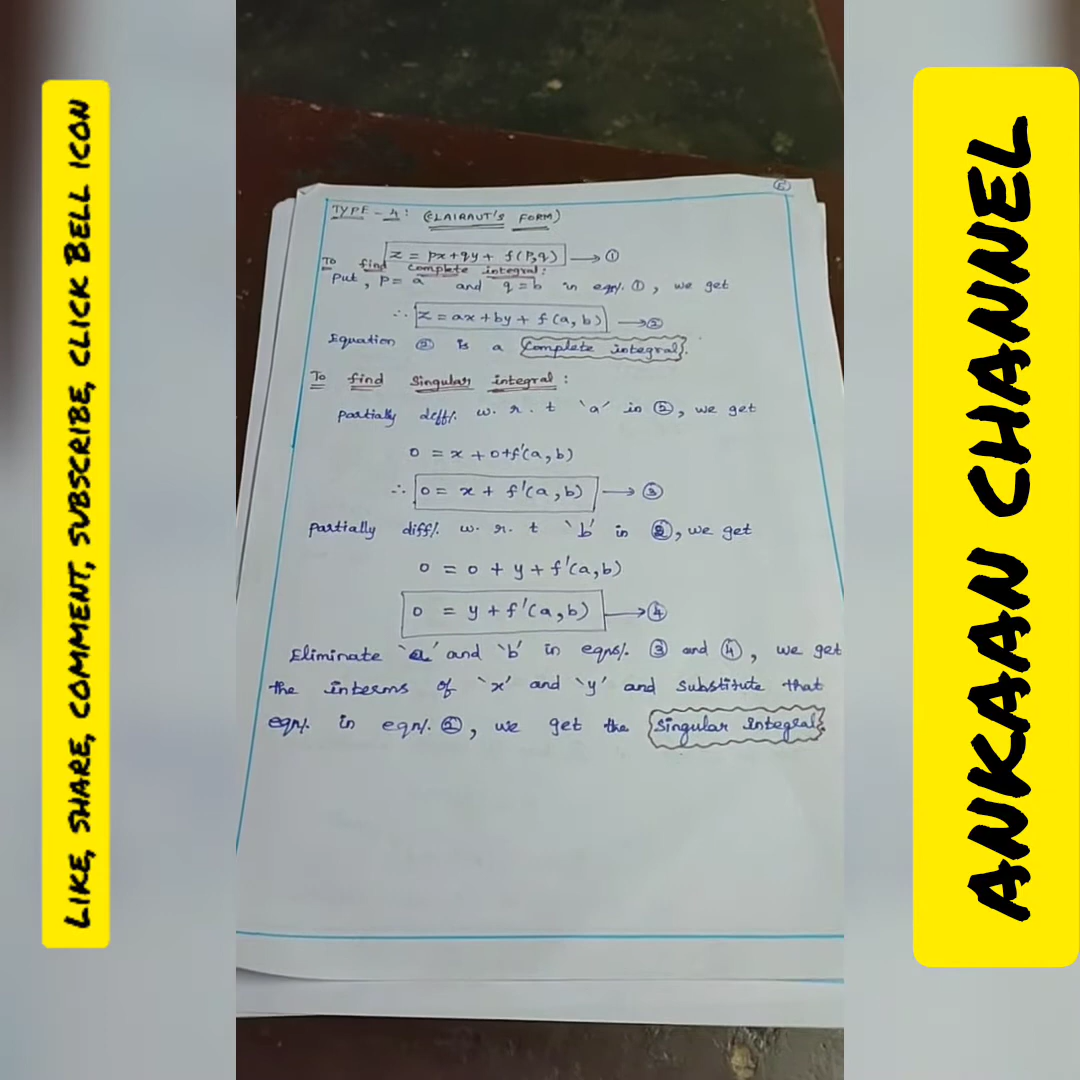 LIKE, SHARE, COMMENT, SUBSCRIBE, CLICK BELL ICON
5
TYPE - 4: (CLAIRAUT'S FORM)
z = px+qy+ f(p,q) → ①
To find complete integral:
Put, p = a and q = b in eqn/. ①, we get
∴ z = ax+by + f(a,b) → ②
Equation ② is a complete integral.
To find singular integral:
partially diff/. w. r. t 'a' in ②, we get
0 = x + 0+f'(a,b)
∴ 0 = x + f'(a,b) → ③
partially diff/. w. r. t 'b' in ②, we get
0 = 0 + y + f'(a,b)
0 = y + f'(a,b) → ④
Eliminate 'a' and 'b' in eqns/. ③ and ④, we get
the interms of 'x' and 'y' and substitute that
eqn/. in eqn/. ②, we get the singular integral.
ANKAAN CHANNEL